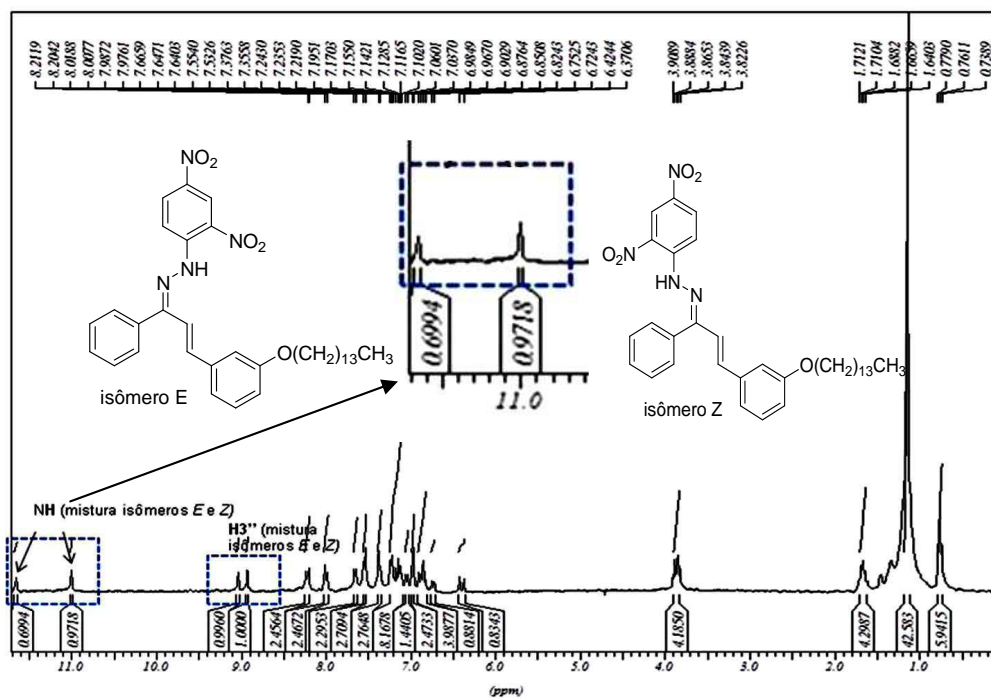 8.2119 8.2042 8.0188 8.0077 7.9872 7.9761 7.6659 7.6471 7.6403 7.5540 7.5326 7.3763 7.3558 7.2430 7.2353 7.2190 7.1951 7.1550 7.1421 7.1285 7.1165 7.1020 7.0601 7.0570 6.9849 6.9670 6.9029 6.8764 6.8508 6.8243 6.7525 6.7243 6.4244 6.3706 3.9089 3.8884 3.8653 3.8439 3.8226 1.7121 1.7104 1.6882 1.6659 1.6403 0.7990 0.7611 0.7389
NO₂
NO₂
N
NH
O(CH₂)₁₃CH₃
isômero E
0.6994
0.9718
11.0
NO₂
O₂N
HN
N
O(CH₂)₁₃CH₃
isômero Z
NH (mistura isômeros E e Z)
H3'' (mistura
isômeros E e Z)
0.6994 0.9718 0.9960 1.0000 2.4564 2.4672 2.2953 2.7094 2.7648 8.1678 1.4405 2.4733 3.9877 0.8814 0.8343 4.1850 4.2987 42.583 5.9415
11.0 10.0 9.0 8.0 7.0 6.0 5.0 4.0 3.0 2.0 1.0 0.1
(ppm)